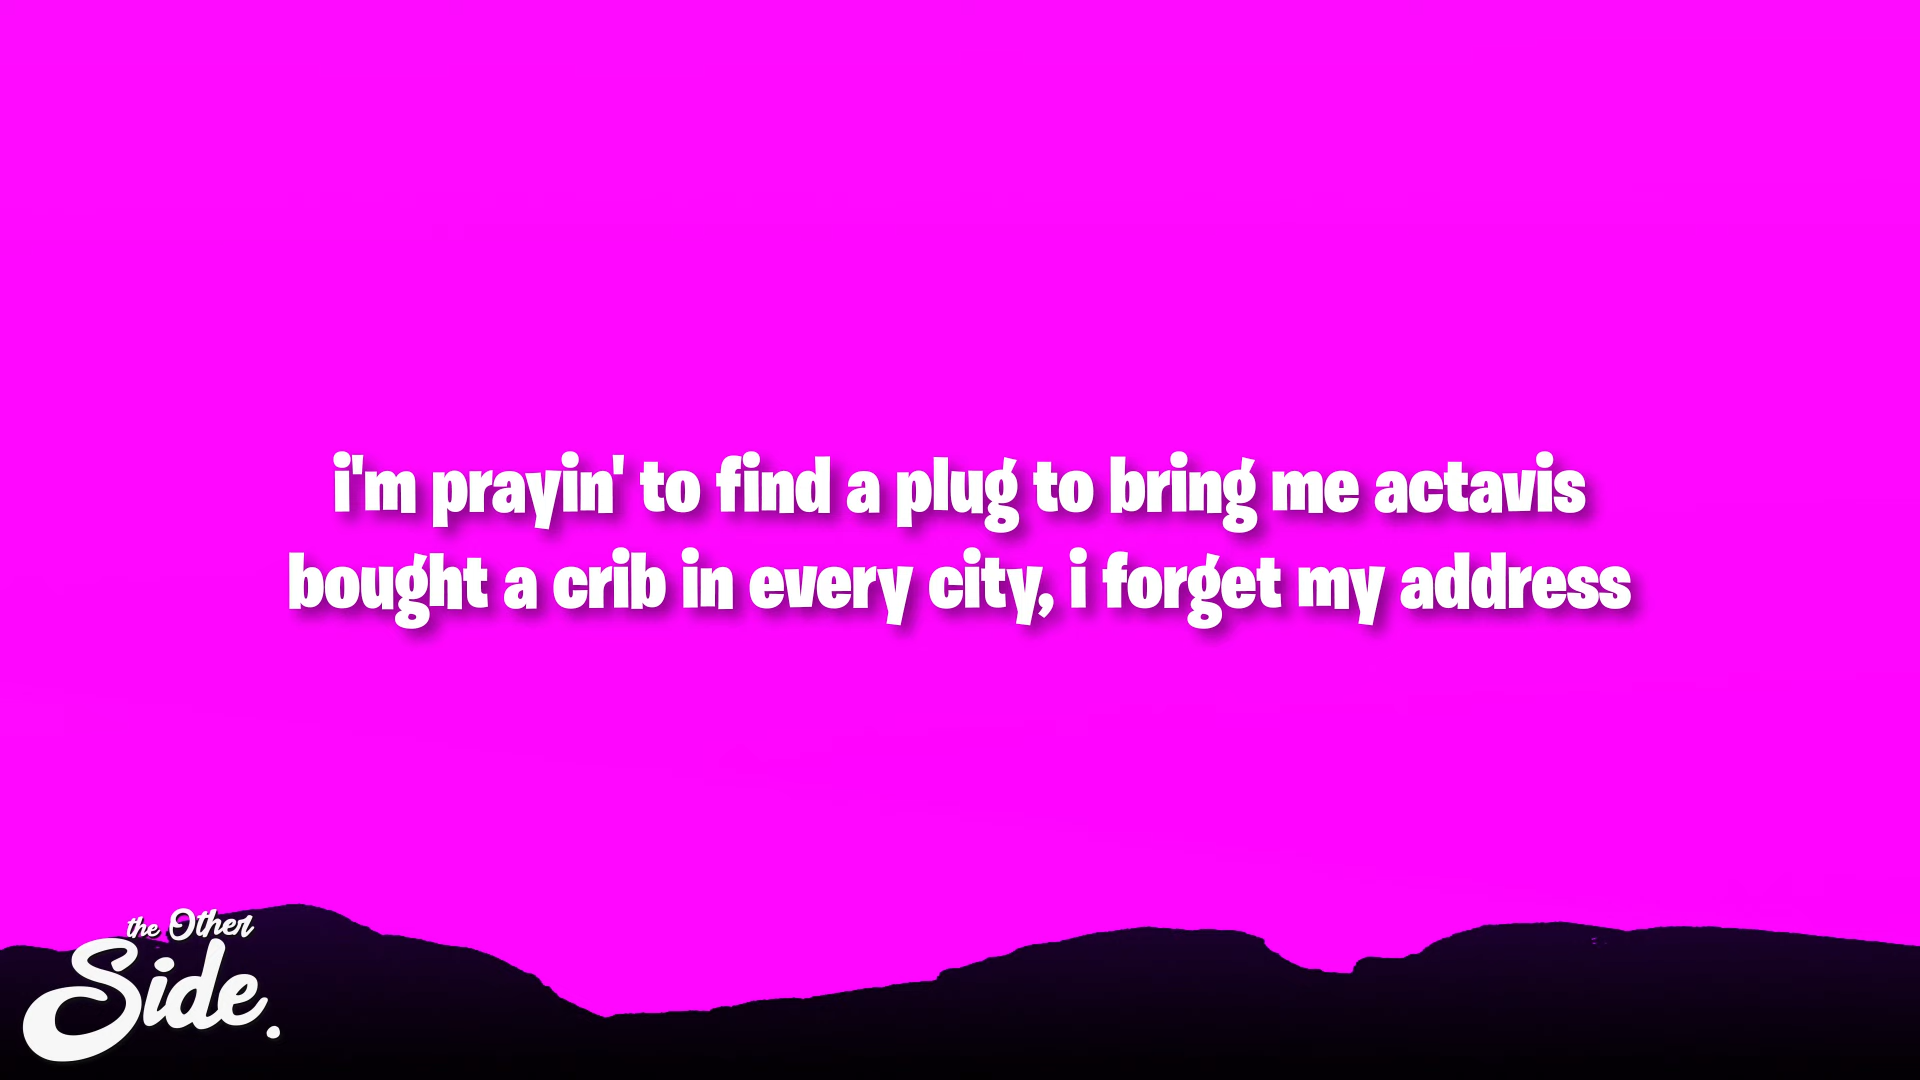 i'm prayin' to find a plug to bring me actavis
bought a crib in every city, i forget my address
the Other
Side.